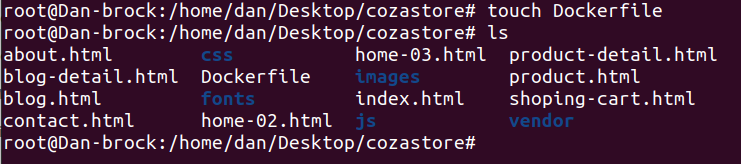 root@Dan-brock:/home/dan/Desktop/cozastore# touch Dockerfile
root@Dan-brock:/home/dan/Desktop/cozastore# ls
about.html css home-03.html product-detail.html
blog-detail.html Dockerfile images product.html
blog.html fonts index.html shoping-cart.html
contact.html home-02.html js vendor
root@Dan-brock:/home/dan/Desktop/cozastore#